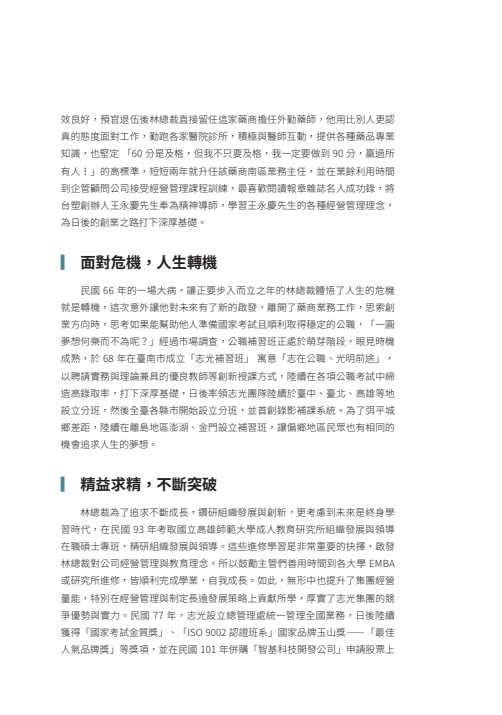 效良好，預官退伍後林總裁直接留任這家藥商擔任外勤藥師，他用比別人更認
真的態度面對工作，勤跑各家醫院診所，積極與醫師互動，提供各種藥品專業
知識，也堅定「60 分是及格，但我不只要及格，我一定要做到 90 分，贏過所
有人！」的高標準，短短兩年就升任該藥商南區業務主任，並在業餘利用時間
到企管顧問公司接受經營管理課程訓練，最喜歡閱讀報章雜誌名人成功錄，將
台塑創辦人王永慶先生奉為精神導師，學習王永慶先生的各種經營管理理念，
為日後的創業之路打下深厚基礎。
面對危機，人生轉機
民國 66 年的一場大病，讓正要步入而立之年的林總裁體悟了人生的危機
就是轉機，這次意外讓他對未來有了新的啟發，離開了藥商業務工作，思索創
業方向時，思考如果能幫助他人準備國家考試且順利取得穩定的公職，「一圓
夢想何樂而不為呢？」經過市場調查，公職補習班正處於萌芽階段，眼見時機
成熟，於 68 年在臺南市成立「志光補習班」 寓意「志在公職、光明前途」，
以聘請實務與理論兼具的優良教師等創新授課方式，陸續在各項公職考試中締
造高錄取率，打下深厚基礎，日後率領志光團隊陸續於臺中、臺北、高雄等地
設立分班，然後全臺各縣市開始設立分班，並首創錄影補課系統。為了弭平城
鄉差距，陸續在離島地區澎湖、金門設立補習班，讓偏鄉地區民眾也有相同的
機會追求人生的夢想。
精益求精，不斷突破
林總裁為了追求不斷成長，鑽研組織發展與創新，更考慮到未來是終身學
習時代，在民國 93 年考取國立高雄師範大學成人教育研究所組織發展與領導
在職碩士專班，精研組織發展與領導。這些進修學習是非常重要的抉擇，啟發
林總裁對公司經營管理與教育理念，所以鼓勵主管們善用時間到各大學 EMBA
或研究所進修，皆順利完成學業，自我成長。如此，無形中也提升了集團經營
量能，特別在經營管理與制定長遠發展策略上貢獻所學，厚實了志光集團的競
爭優勢與實力。民國 77 年，志光設立總管理處統一管理全國業務，日後陸續
獲得「國家考試金質獎」、「ISO 9002 認證班系」國家品牌玉山獎——「最佳
人氣品牌獎」等獎項，並在民國 101 年併購「智基科技開發公司」申請股票上